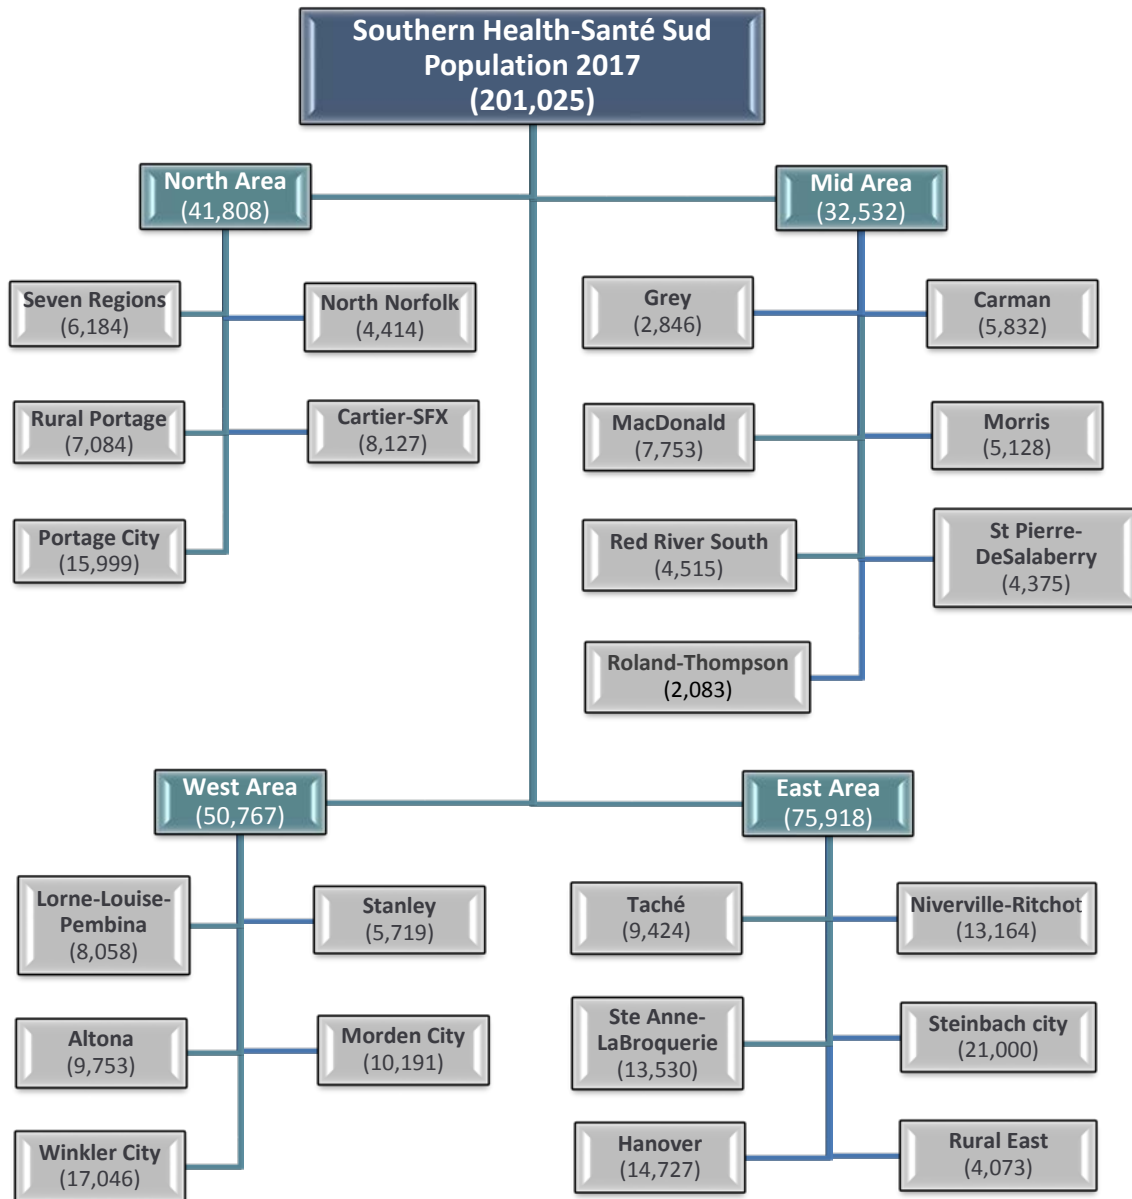 Southern Health-Santé Sud
Population 2017
(201,025)
North Area
(41,808)
Mid Area
(32,532)
Seven Regions
(6,184)
North Norfolk
(4,414)
Grey
(2,846)
Carman
(5,832)
Rural Portage
(7,084)
Cartier-SFX
(8,127)
MacDonald
(7,753)
Morris
(5,128)
Portage City
(15,999)
Red River South
(4,515)
St Pierre-
DeSalaberry
(4,375)
Roland-Thompson
(2,083)
West Area
(50,767)
East Area
(75,918)
Lorne-Louise-
Pembina
(8,058)
Stanley
(5,719)
Taché
(9,424)
Niverville-Ritchot
(13,164)
Altona
(9,753)
Morden City
(10,191)
Ste Anne-
LaBroquerie
(13,530)
Steinbach city
(21,000)
Winkler City
(17,046)
Hanover
(14,727)
Rural East
(4,073)